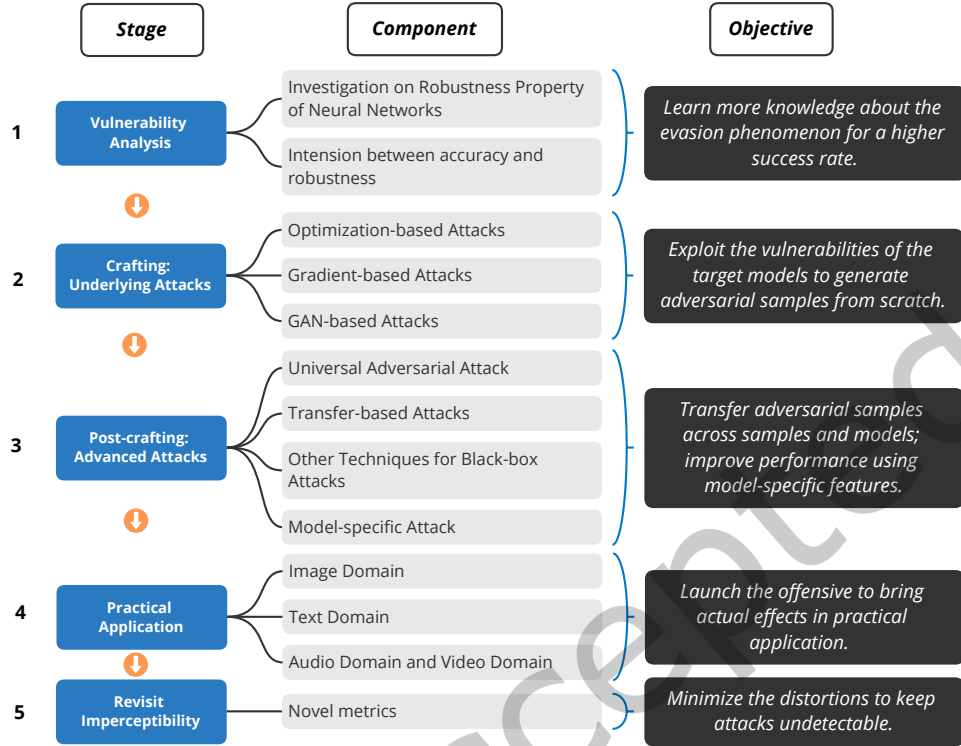 Stage
Component
Objective
1
Vulnerability
Analysis
Investigation on Robustness Property
of Neural Networks
Intension between accuracy and
robustness
Learn more knowledge about the
evasion phenomenon for a higher
success rate.
2
Crafting:
Underlying Attacks
Optimization-based Attacks
Gradient-based Attacks
GAN-based Attacks
Exploit the vulnerabilities of the
target models to generate
adversarial samples from scratch.
3
Post-crafting:
Advanced Attacks
Universal Adversarial Attack
Transfer-based Attacks
Other Techniques for Black-box
Attacks
Model-specific Attack
Transfer adversarial samples
across samples and models;
improve performance using
model-specific features.
4
Practical
Application
Image Domain
Text Domain
Audio Domain and Video Domain
Launch the offensive to bring
actual effects in practical
application.
5
Revisit
Imperceptibility
Novel metrics
Minimize the distortions to keep
attacks undetectable.
cepted